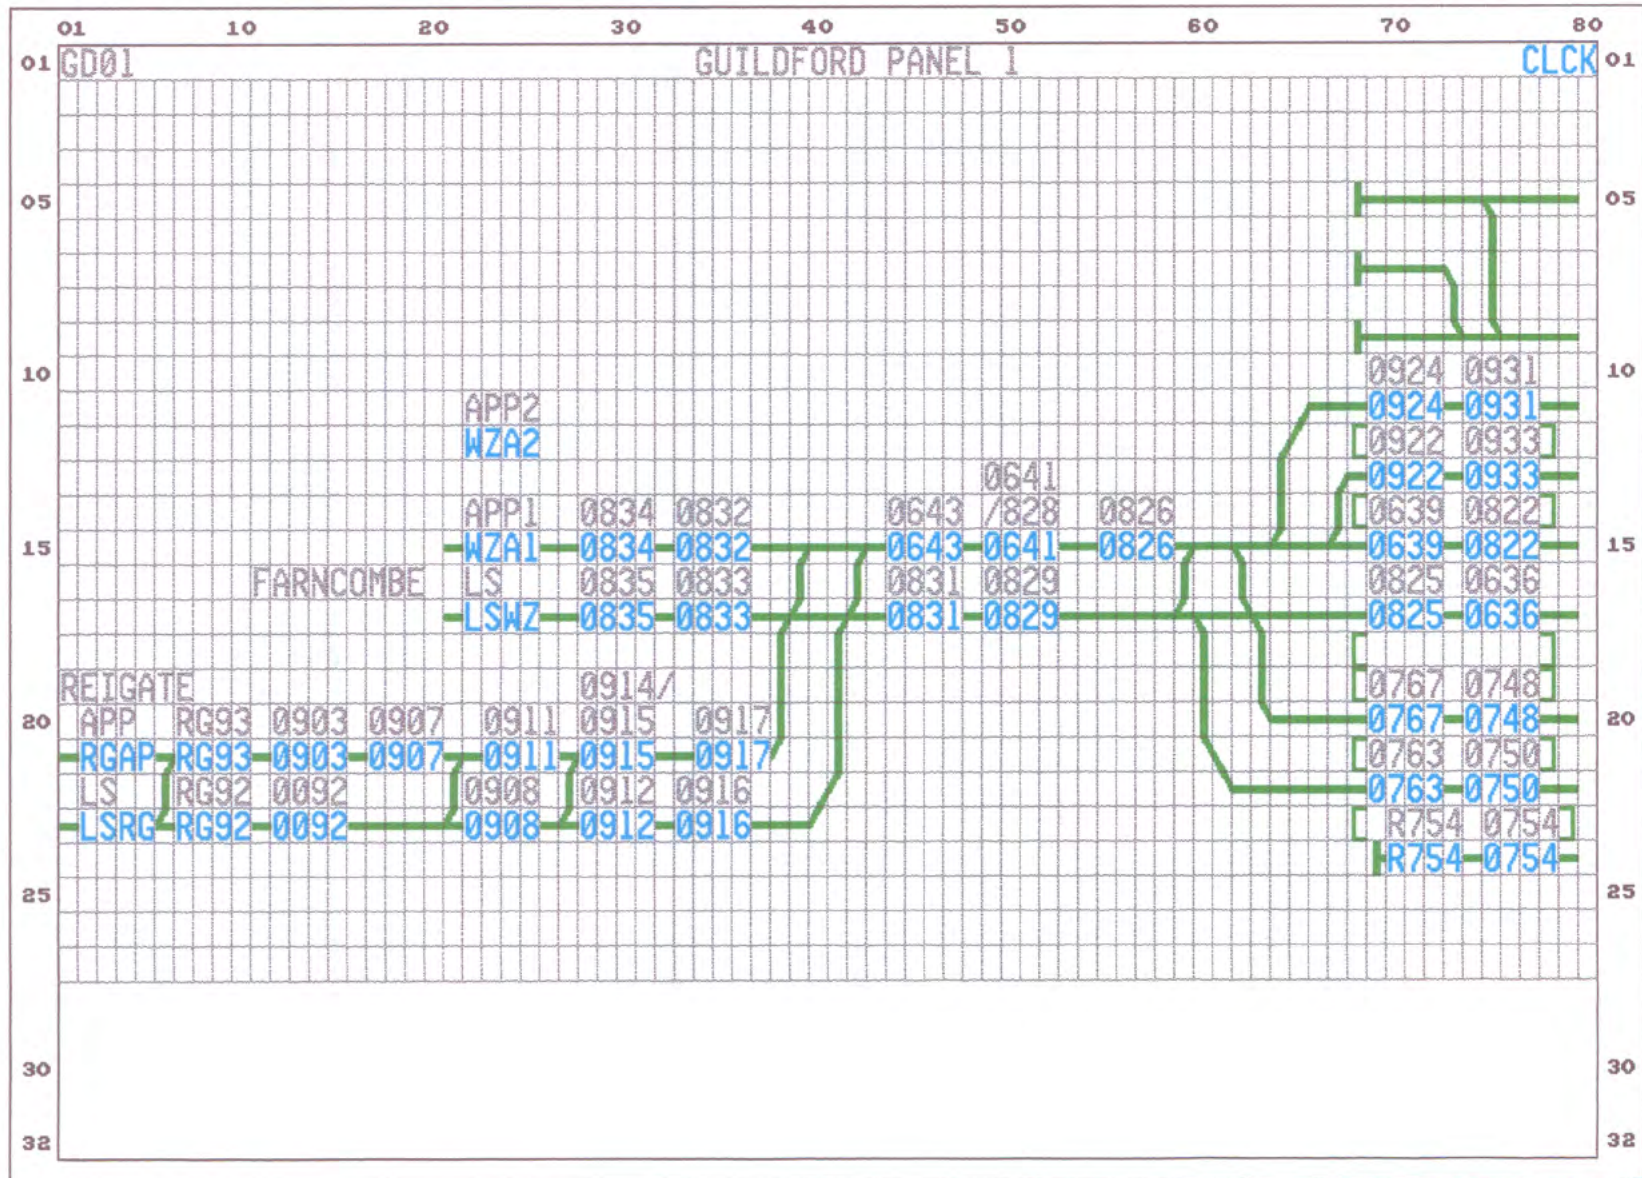 01 10 20 30 40 50 60 70 80
01 GD01 GUILDFORD PANEL 1 CLCK 01
05 05
10 0924 0931 10
APP2 0924 0931
WZA2 0922 0933
0641 0922 0933
APP1 0834 0832 0643 /828 0826 0639 0822
15 WZA1 0834 0832 0643 0641 0826 0639 0822 15
FARNCOMBE LS 0835 0833 0831 0829 0825 0636
LSWZ 0835 0833 0831 0829 0825 0636
REIGATE 0914/ 0767 0748
20 APP RG93 0903 0907 0911 0915 0917 0767 0748 20
RGAP RG93 0903 0907 0911 0915 0917 0763 0750
LS RG92 0092 0908 0912 0916 0763 0750
LSRG RG92 0092 0908 0912 0916 R754 0754
R754 0754
25 25
30 30
32 32